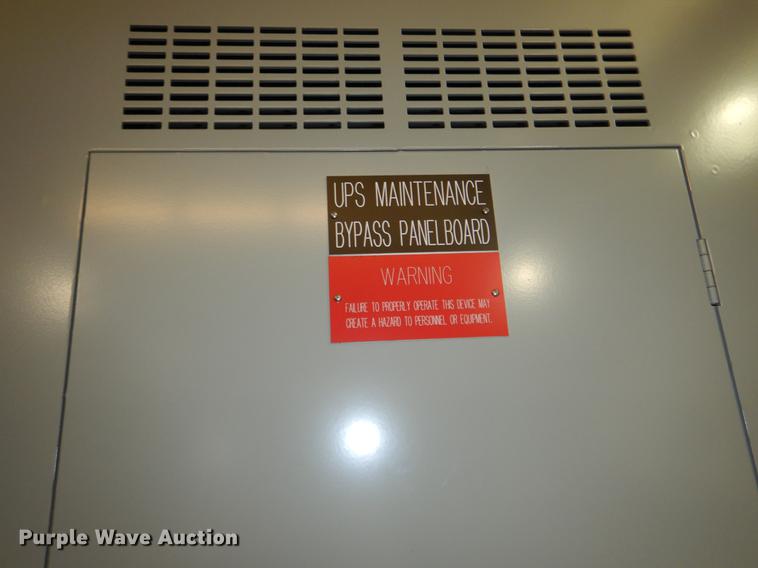 UPS MAINTENANCE
BYPASS PANELBOARD
WARNING
FAILURE TO PROPERLY OPERATE THIS DEVICE MAY
CREATE A HAZARD TO PERSONNEL OR EQUIPMENT.
Purple Wave Auction